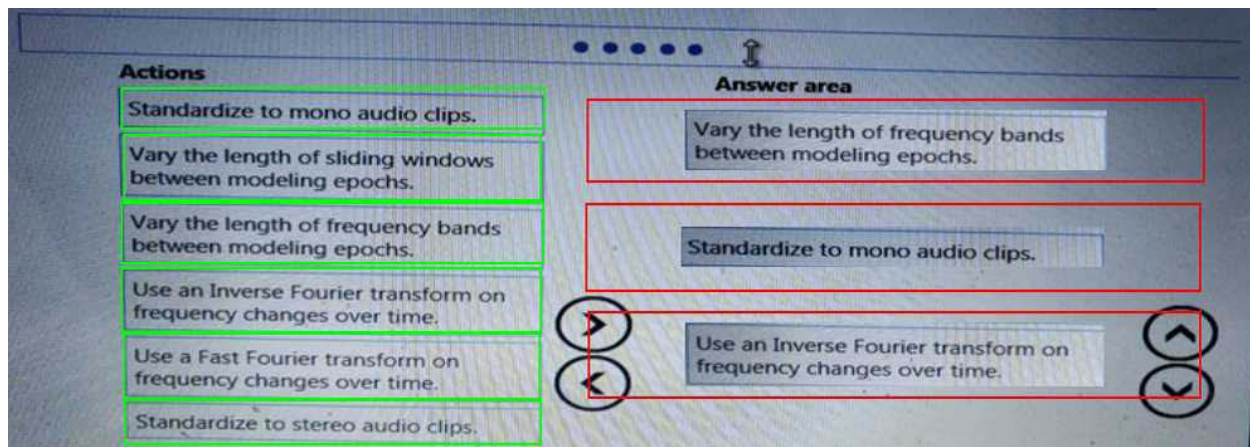 Actions
Standardize to mono audio clips.
Vary the length of sliding windows
between modeling epochs.
Vary the length of frequency bands
between modeling epochs.
Use an Inverse Fourier transform on
frequency changes over time.
Use a Fast Fourier transform on
frequency changes over time.
Standardize to stereo audio clips.
Answer area
Vary the length of frequency bands
between modeling epochs.
Standardize to mono audio clips.
Use an Inverse Fourier transform on
frequency changes over time.